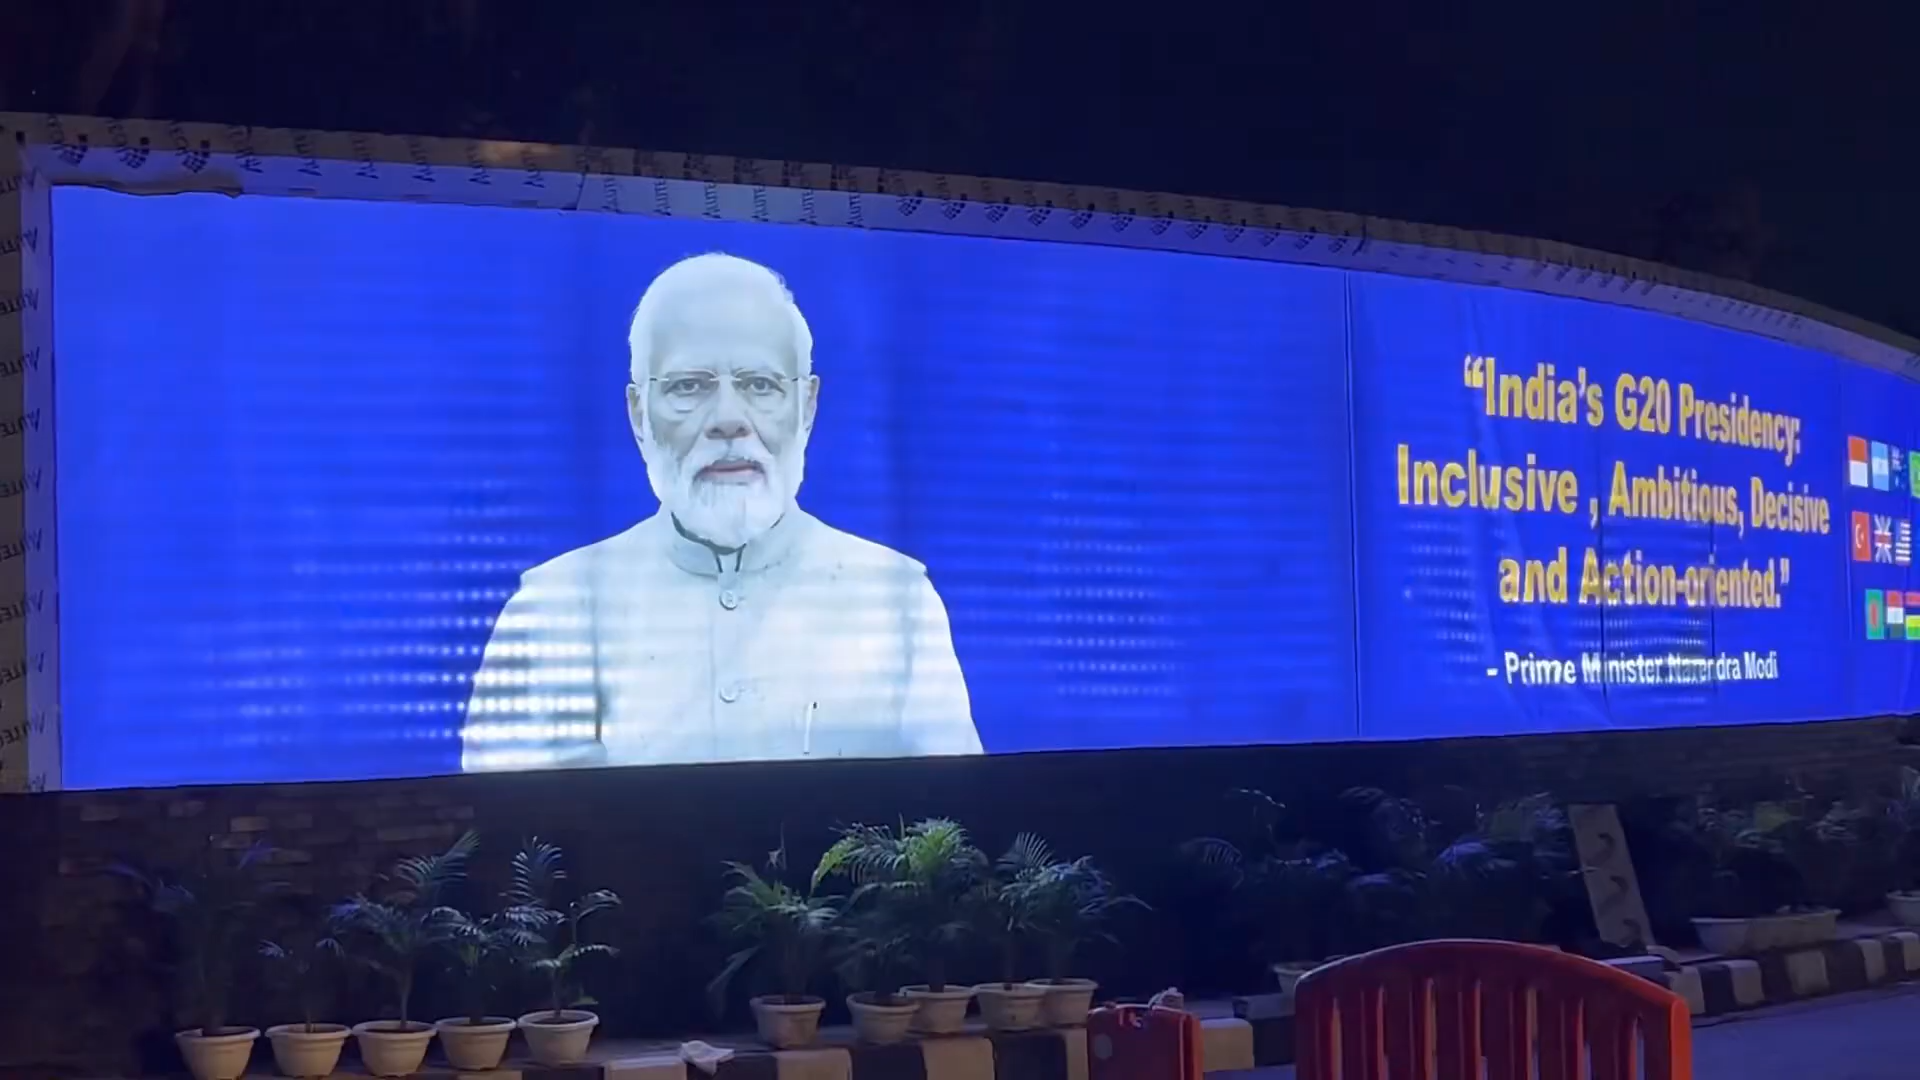 “India’s G20 Presidency:
Inclusive , Ambitious, Decisive
and Action-oriented.”
- Prime Minister Narendra Modi